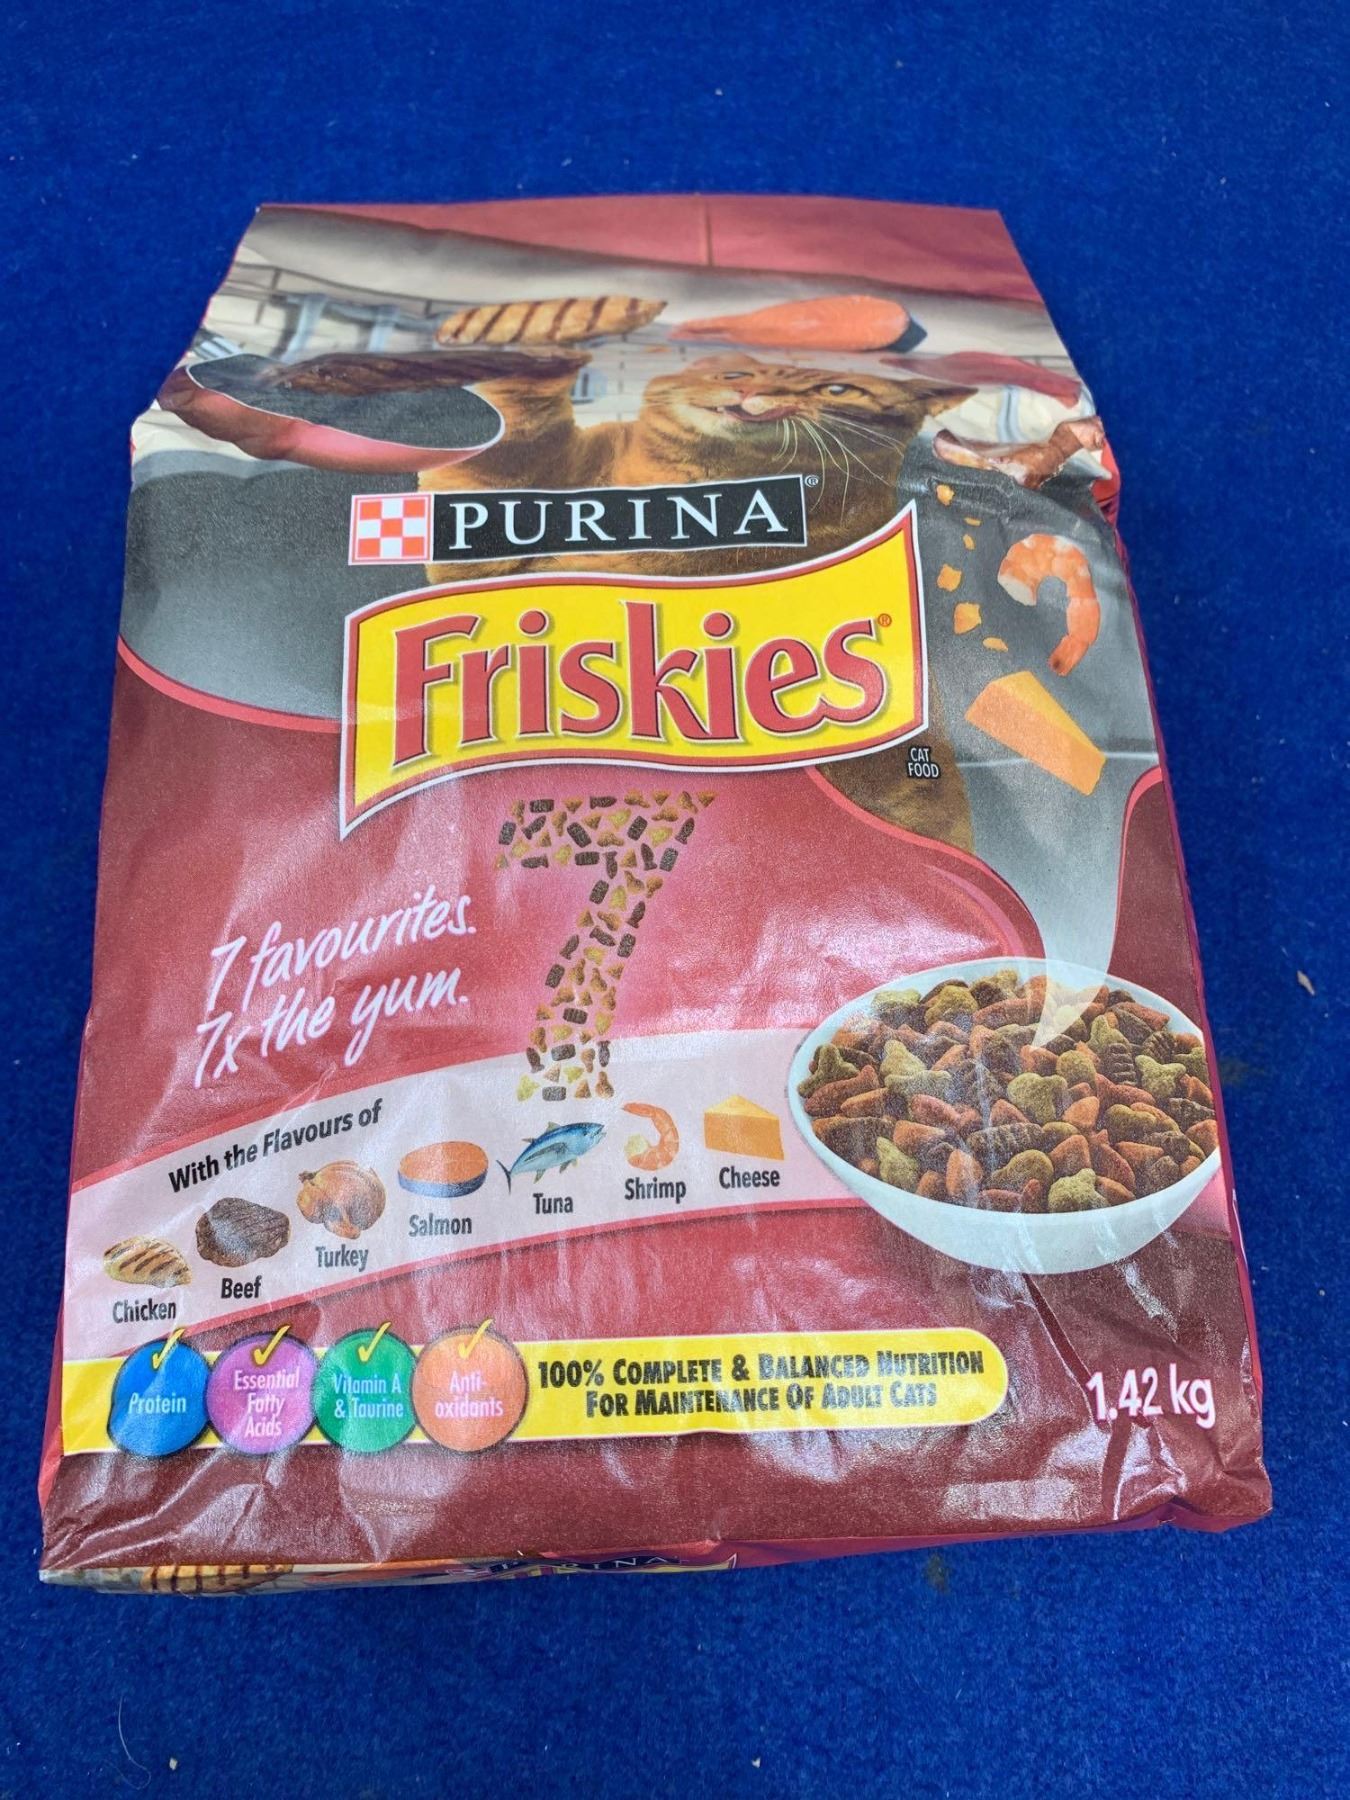 PURINA®
Friskies®
CAT
FOOD
7
7 favourites.
7x the yum.
With the Flavours of
Chicken
Beef
Turkey
Salmon
Tuna
Shrimp
Cheese
Protein
Essential
Fatty
Acids
Vitamin A
& Taurine
Anti-
oxidants
100% COMPLETE & BALANCED NUTRITION
FOR MAINTENANCE OF ADULT CATS
1.42 kg
PURINA